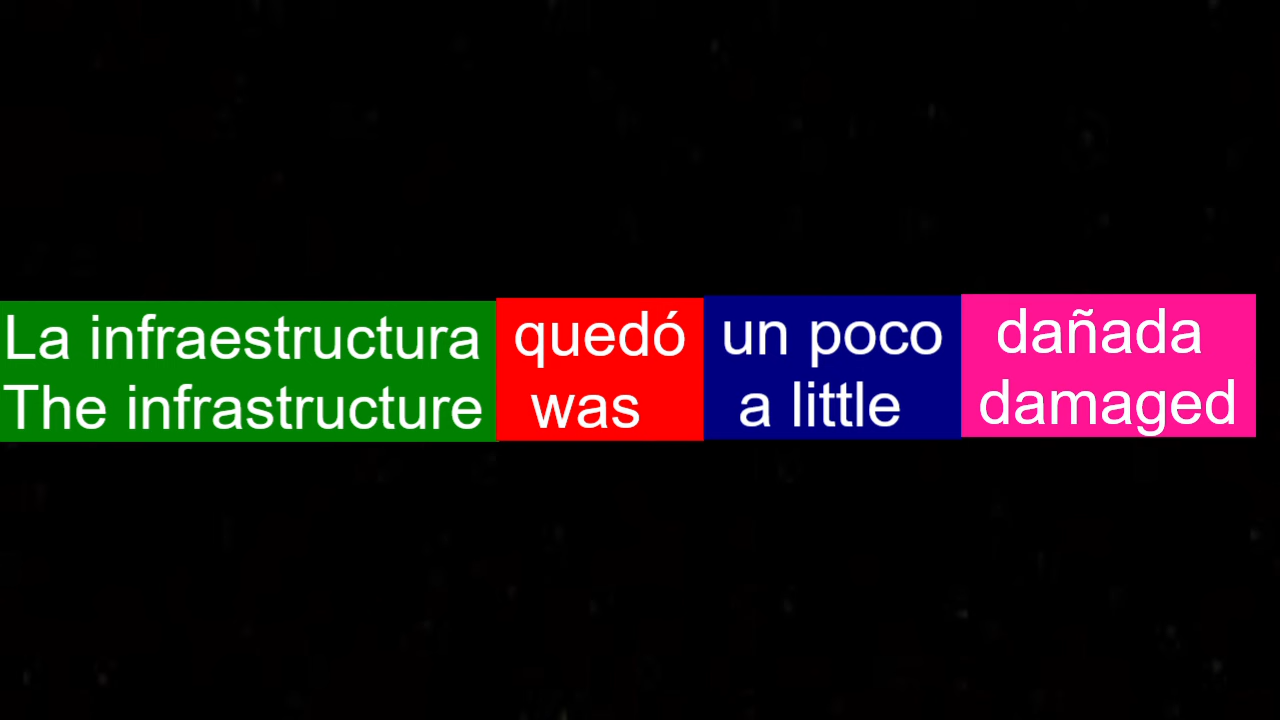 La infraestructura quedó un poco dañada
The infrastructure was a little damaged